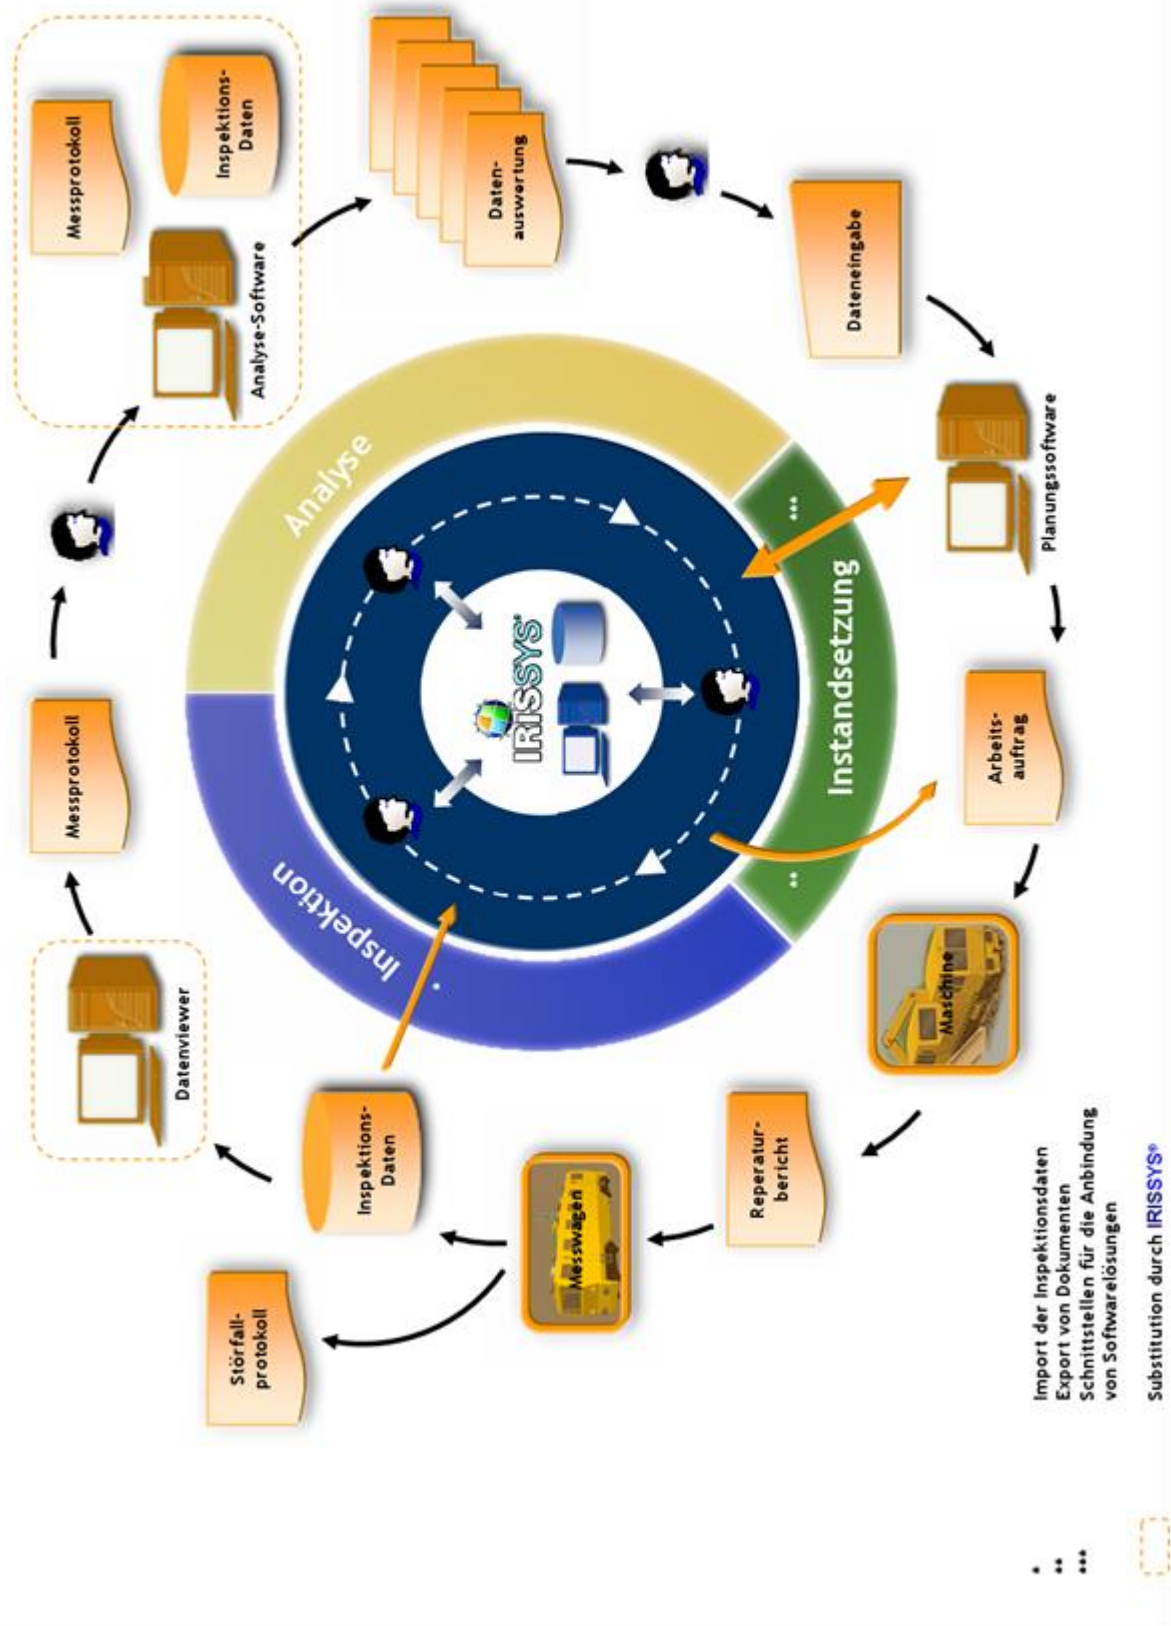 Messprotokoll
Inspektions-
Daten
Analyse-Software
Messprotokoll
Daten-
auswertung
Datenviewer
Dateneingabe
Analyse
Inspektion
*
Inspektions-
Daten
IRISSYS®
Störfall-
protokoll
Messwagen
Planungssoftware
***
Instandsetzung
**
Arbeits-
auftrag
Maschine
Reperatur-
bericht
* Import der Inspektionsdaten
** Export von Dokumenten
*** Schnittstellen für die Anbindung
von Softwarelösungen
Substitution durch IRISSYS®